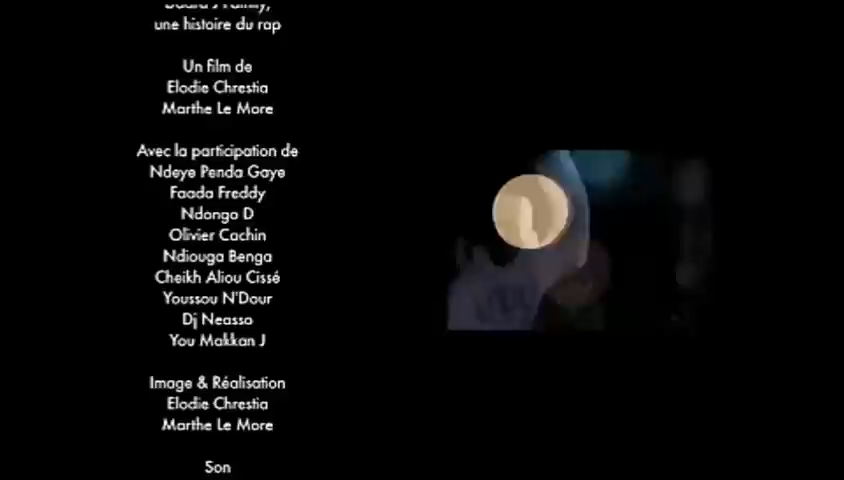 une histoire du rap
Un film de
Elodie Chrestia
Marthe Le More
Avec la participation de
Ndeye Penda Gaye
Faada Freddy
Ndongo D
Olivier Cachin
Ndiouga Benga
Cheikh Aliou Cissé
Youssou N'Dour
Dj Neasso
You Makkan J
Image & Réalisation
Elodie Chrestia
Marthe Le More
Son